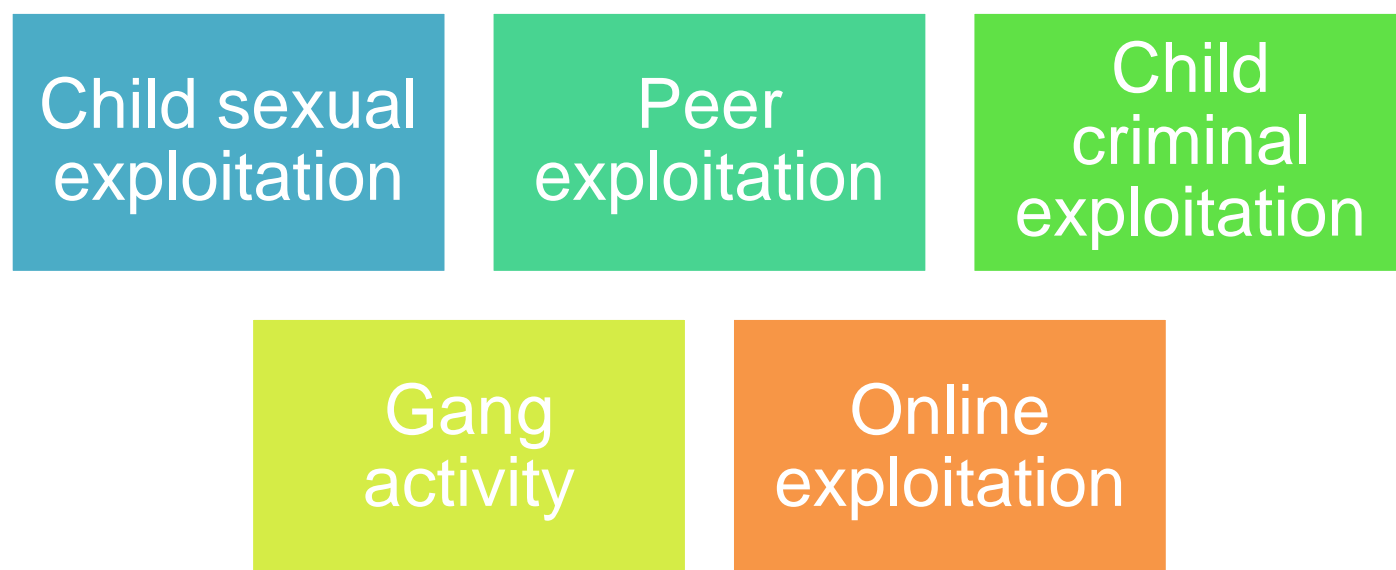 Child sexual
exploitation
Peer
exploitation
Child
criminal
exploitation
Gang
activity
Online
exploitation